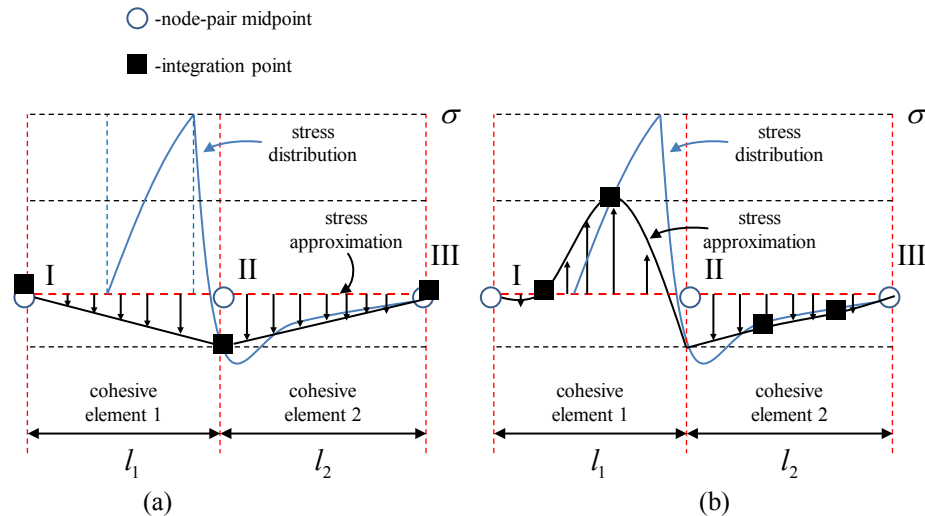 -node-pair midpoint
-integration point
σ
stress
distribution
stress
approximation
I
II
III
cohesive
element 1
cohesive
element 2
l1
l2
(a)
σ
stress
distribution
stress
approximation
I
II
III
cohesive
element 1
cohesive
element 2
l1
l2
(b)